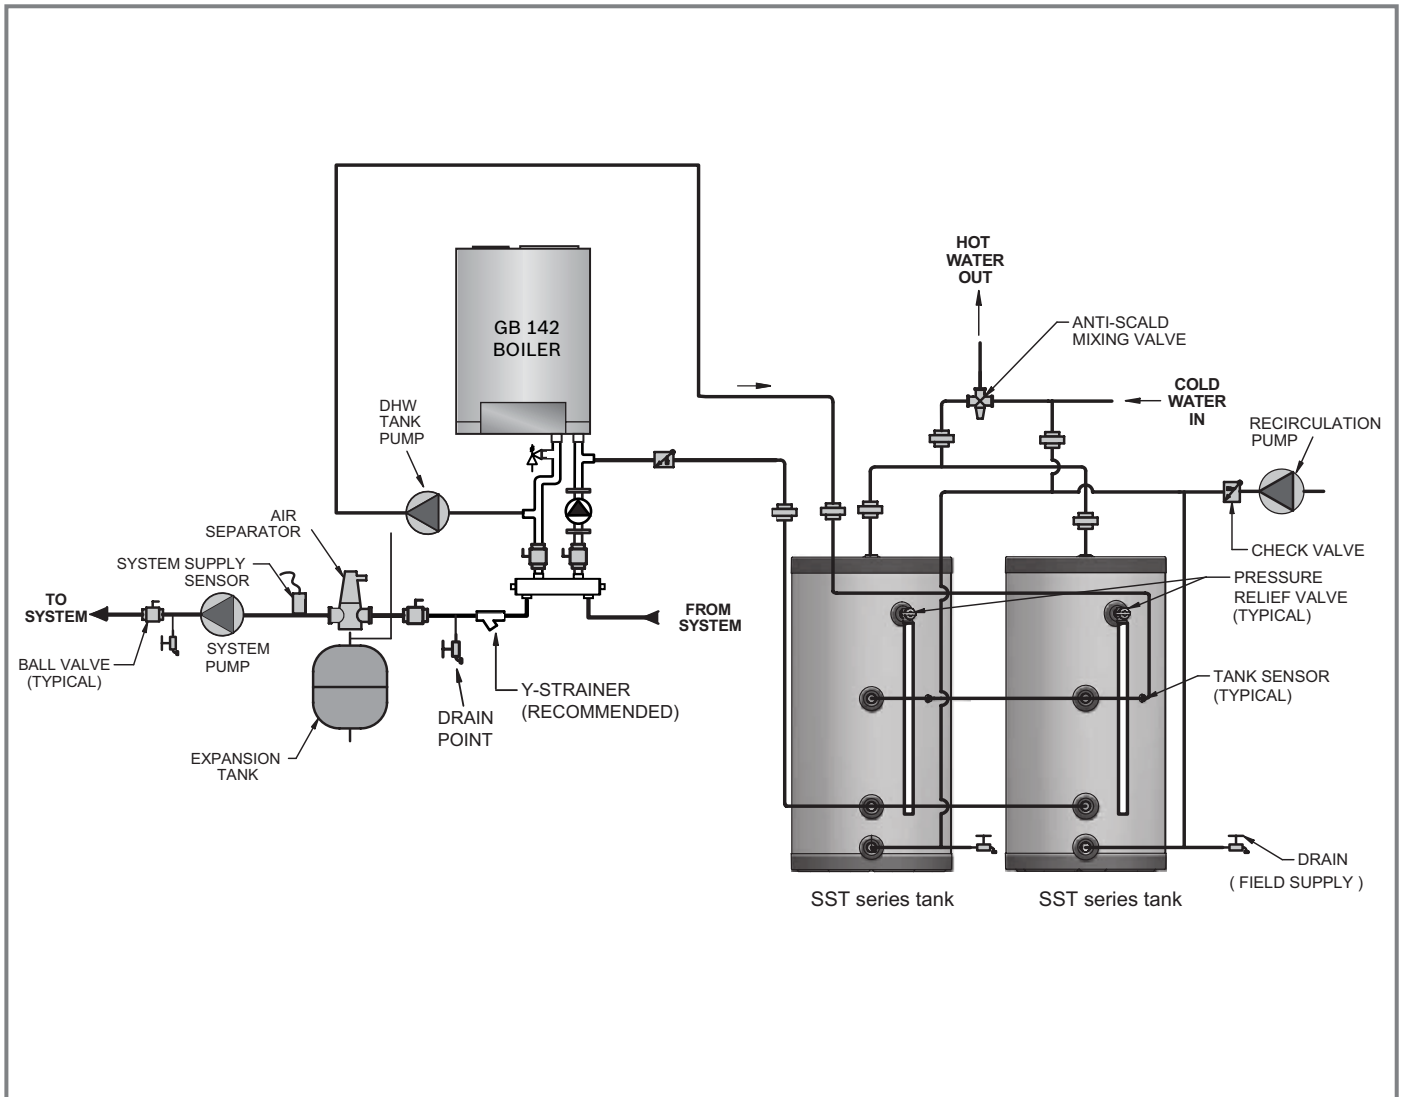 HOT
WATER
OUT
ANTI-SCALD
MIXING VALVE
GB 142
BOILER
COLD
WATER
IN
DHW
TANK
PUMP
RECIRCULATION
PUMP
AIR
SEPARATOR
SYSTEM SUPPLY
SENSOR
CHECK VALVE
PRESSURE
RELIEF VALVE
(TYPICAL)
TO
SYSTEM
FROM
SYSTEM
SYSTEM
PUMP
BALL VALVE
(TYPICAL)
TANK SENSOR
(TYPICAL)
Y-STRAINER
(RECOMMENDED)
DRAIN
POINT
EXPANSION
TANK
DRAIN
( FIELD SUPPLY )
SST series tank
SST series tank